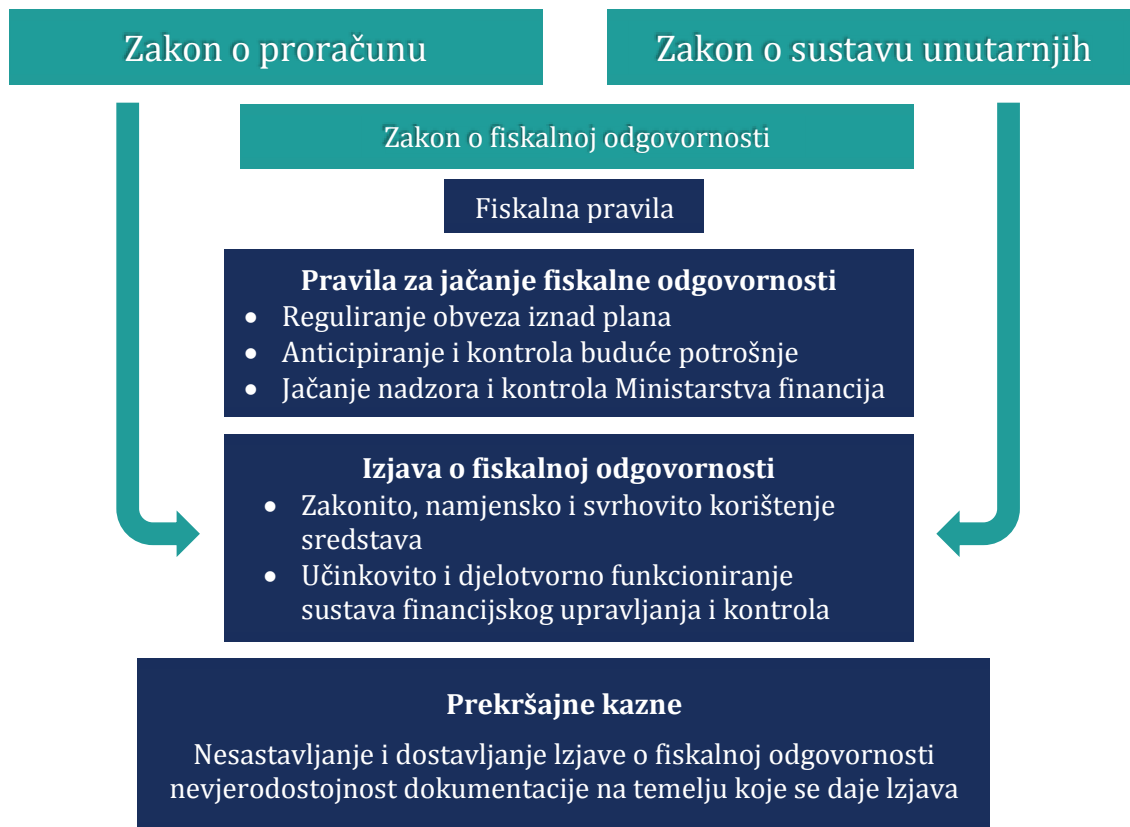 Zakon o proračunu
Zakon o sustavu unutarnjih
Zakon o fiskalnoj odgovornosti
Fiskalna pravila
Pravila za jačanje fiskalne odgovornosti
• Reguliranje obveza iznad plana
• Anticipiranje i kontrola buduće potrošnje
• Jačanje nadzora i kontrola Ministarstva financija
Izjava o fiskalnoj odgovornosti
• Zakonito, namjensko i svrhovito korištenje
sredstava
• Učinkovito i djelotvorno funkcioniranje
sustava financijskog upravljanja i kontrola
Prekršajne kazne
Nesastavljanje i dostavljanje lzjave o fiskalnoj odgovornosti
nevjerodostojnost dokumentacije na temelju koje se daje lzjava